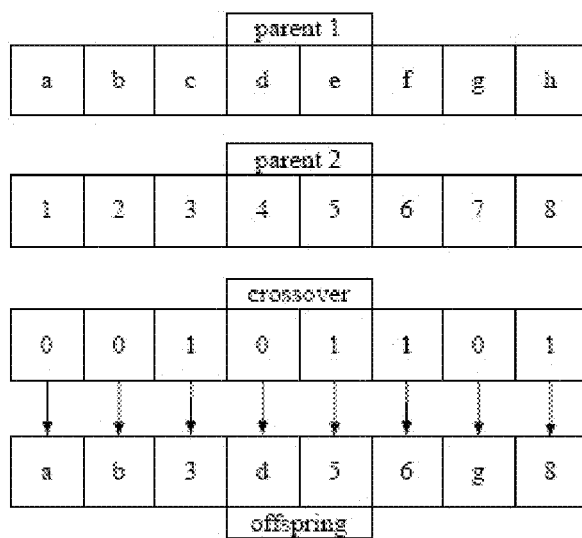 parent 1
a b c d e f g h
parent 2
1 2 3 4 5 6 7 8
crossover
0 0 1 0 1 1 0 1
a b 3 d 5 6 g 8
offspring